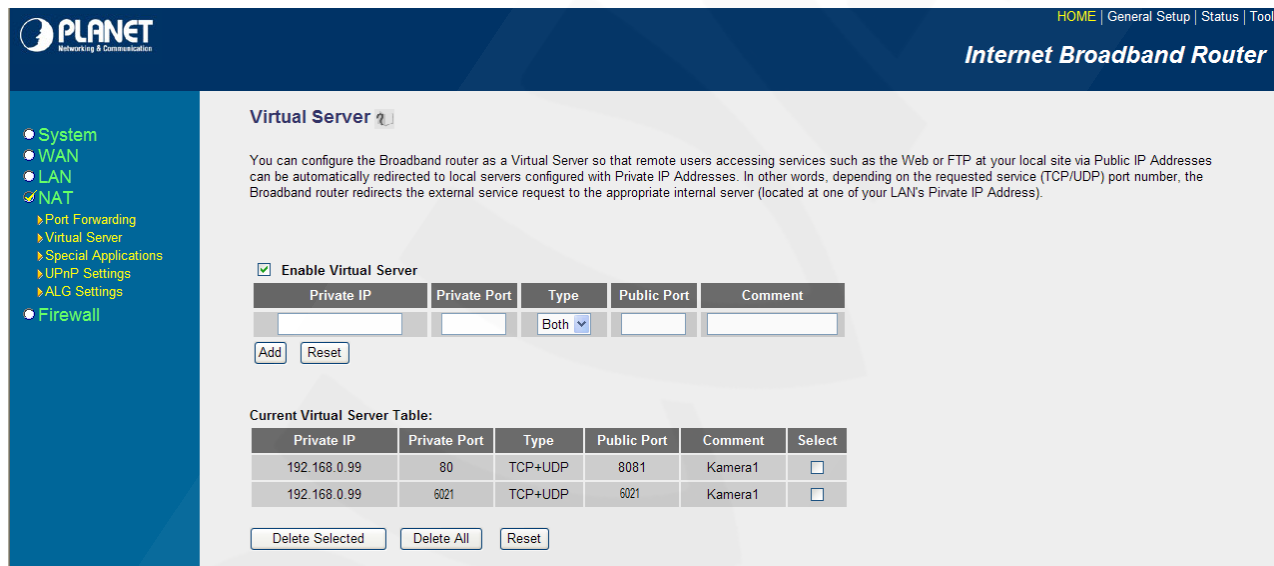 PLANET
Networking & Communication
HOME | General Setup | Status | Tool
Internet Broadband Router
System
WAN
LAN
NAT
Port Forwarding
Virtual Server
Special Applications
UPnP Settings
ALG Settings
Firewall
Virtual Server
You can configure the Broadband router as a Virtual Server so that remote users accessing services such as the Web or FTP at your local site via Public IP Addresses
can be automatically redirected to local servers configured with Private IP Addresses. In other words, depending on the requested service (TCP/UDP) port number, the
Broadband router redirects the external service request to the appropriate internal server (located at one of your LAN's Private IP Address).
Enable Virtual Server
Private IP Private Port Type Public Port Comment
Both
Add Reset
Current Virtual Server Table:
Private IP Private Port Type Public Port Comment Select
192.168.0.99 80 TCP+UDP 8081 Kamera1
192.168.0.99 6021 TCP+UDP 6021 Kamera1
Delete Selected Delete All Reset